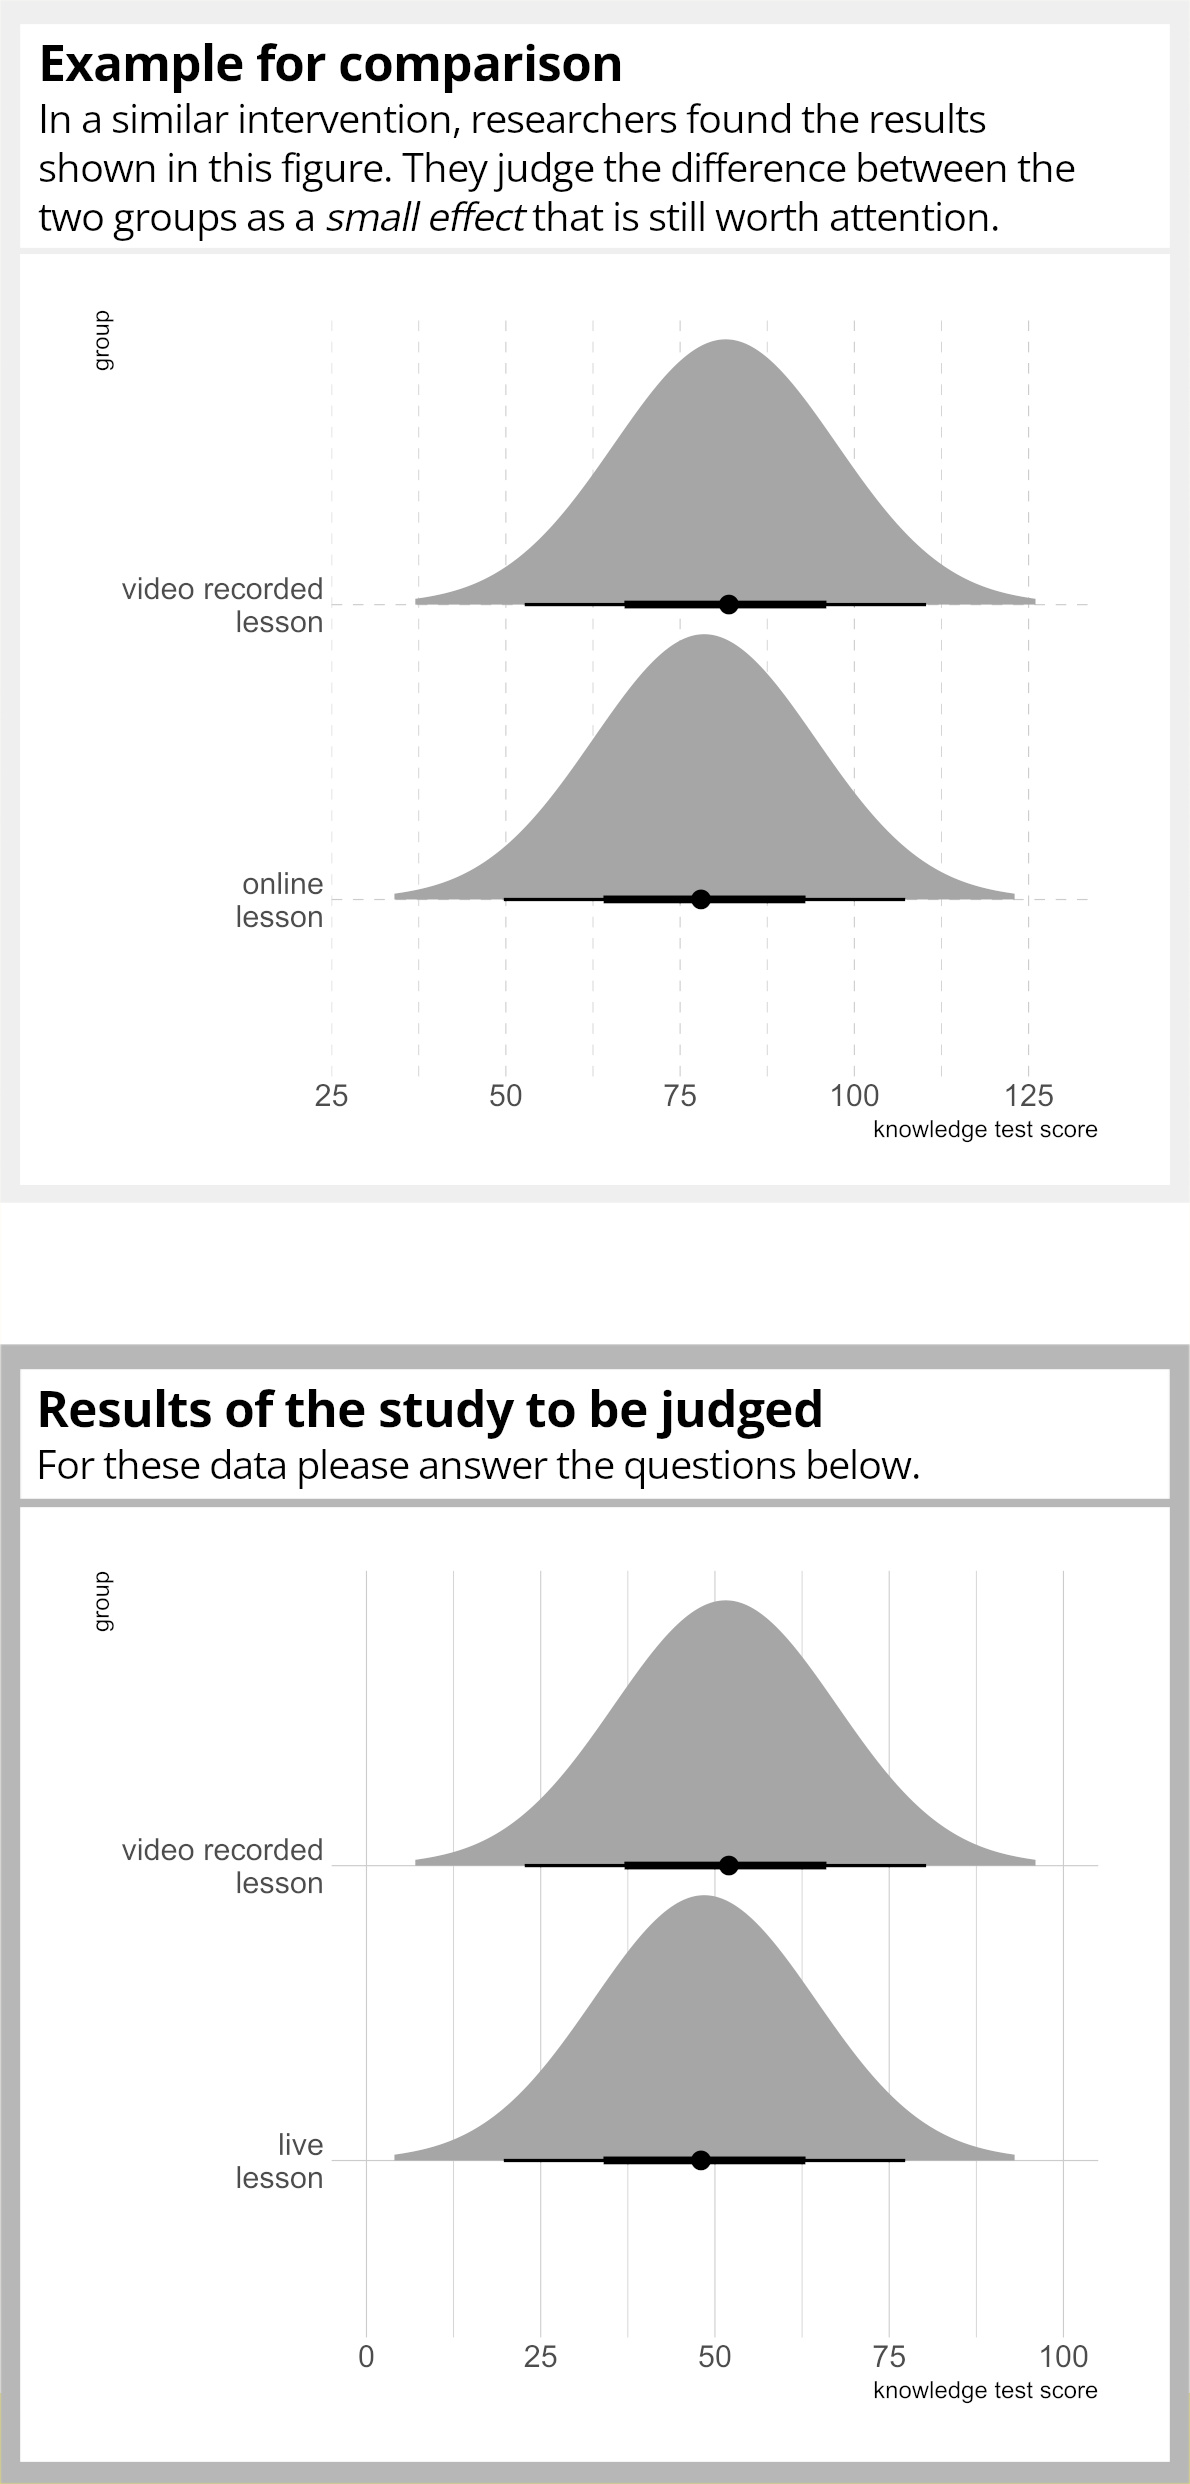 Example for comparison
In a similar intervention, researchers found the results
shown in this figure. They judge the difference between the
two groups as a small effect that is still worth attention.
group
video recorded
lesson
online
lesson
25 50 75 100 125
knowledge test score
Results of the study to be judged
For these data please answer the questions below.
group
video recorded
lesson
live
lesson
0 25 50 75 100
knowledge test score